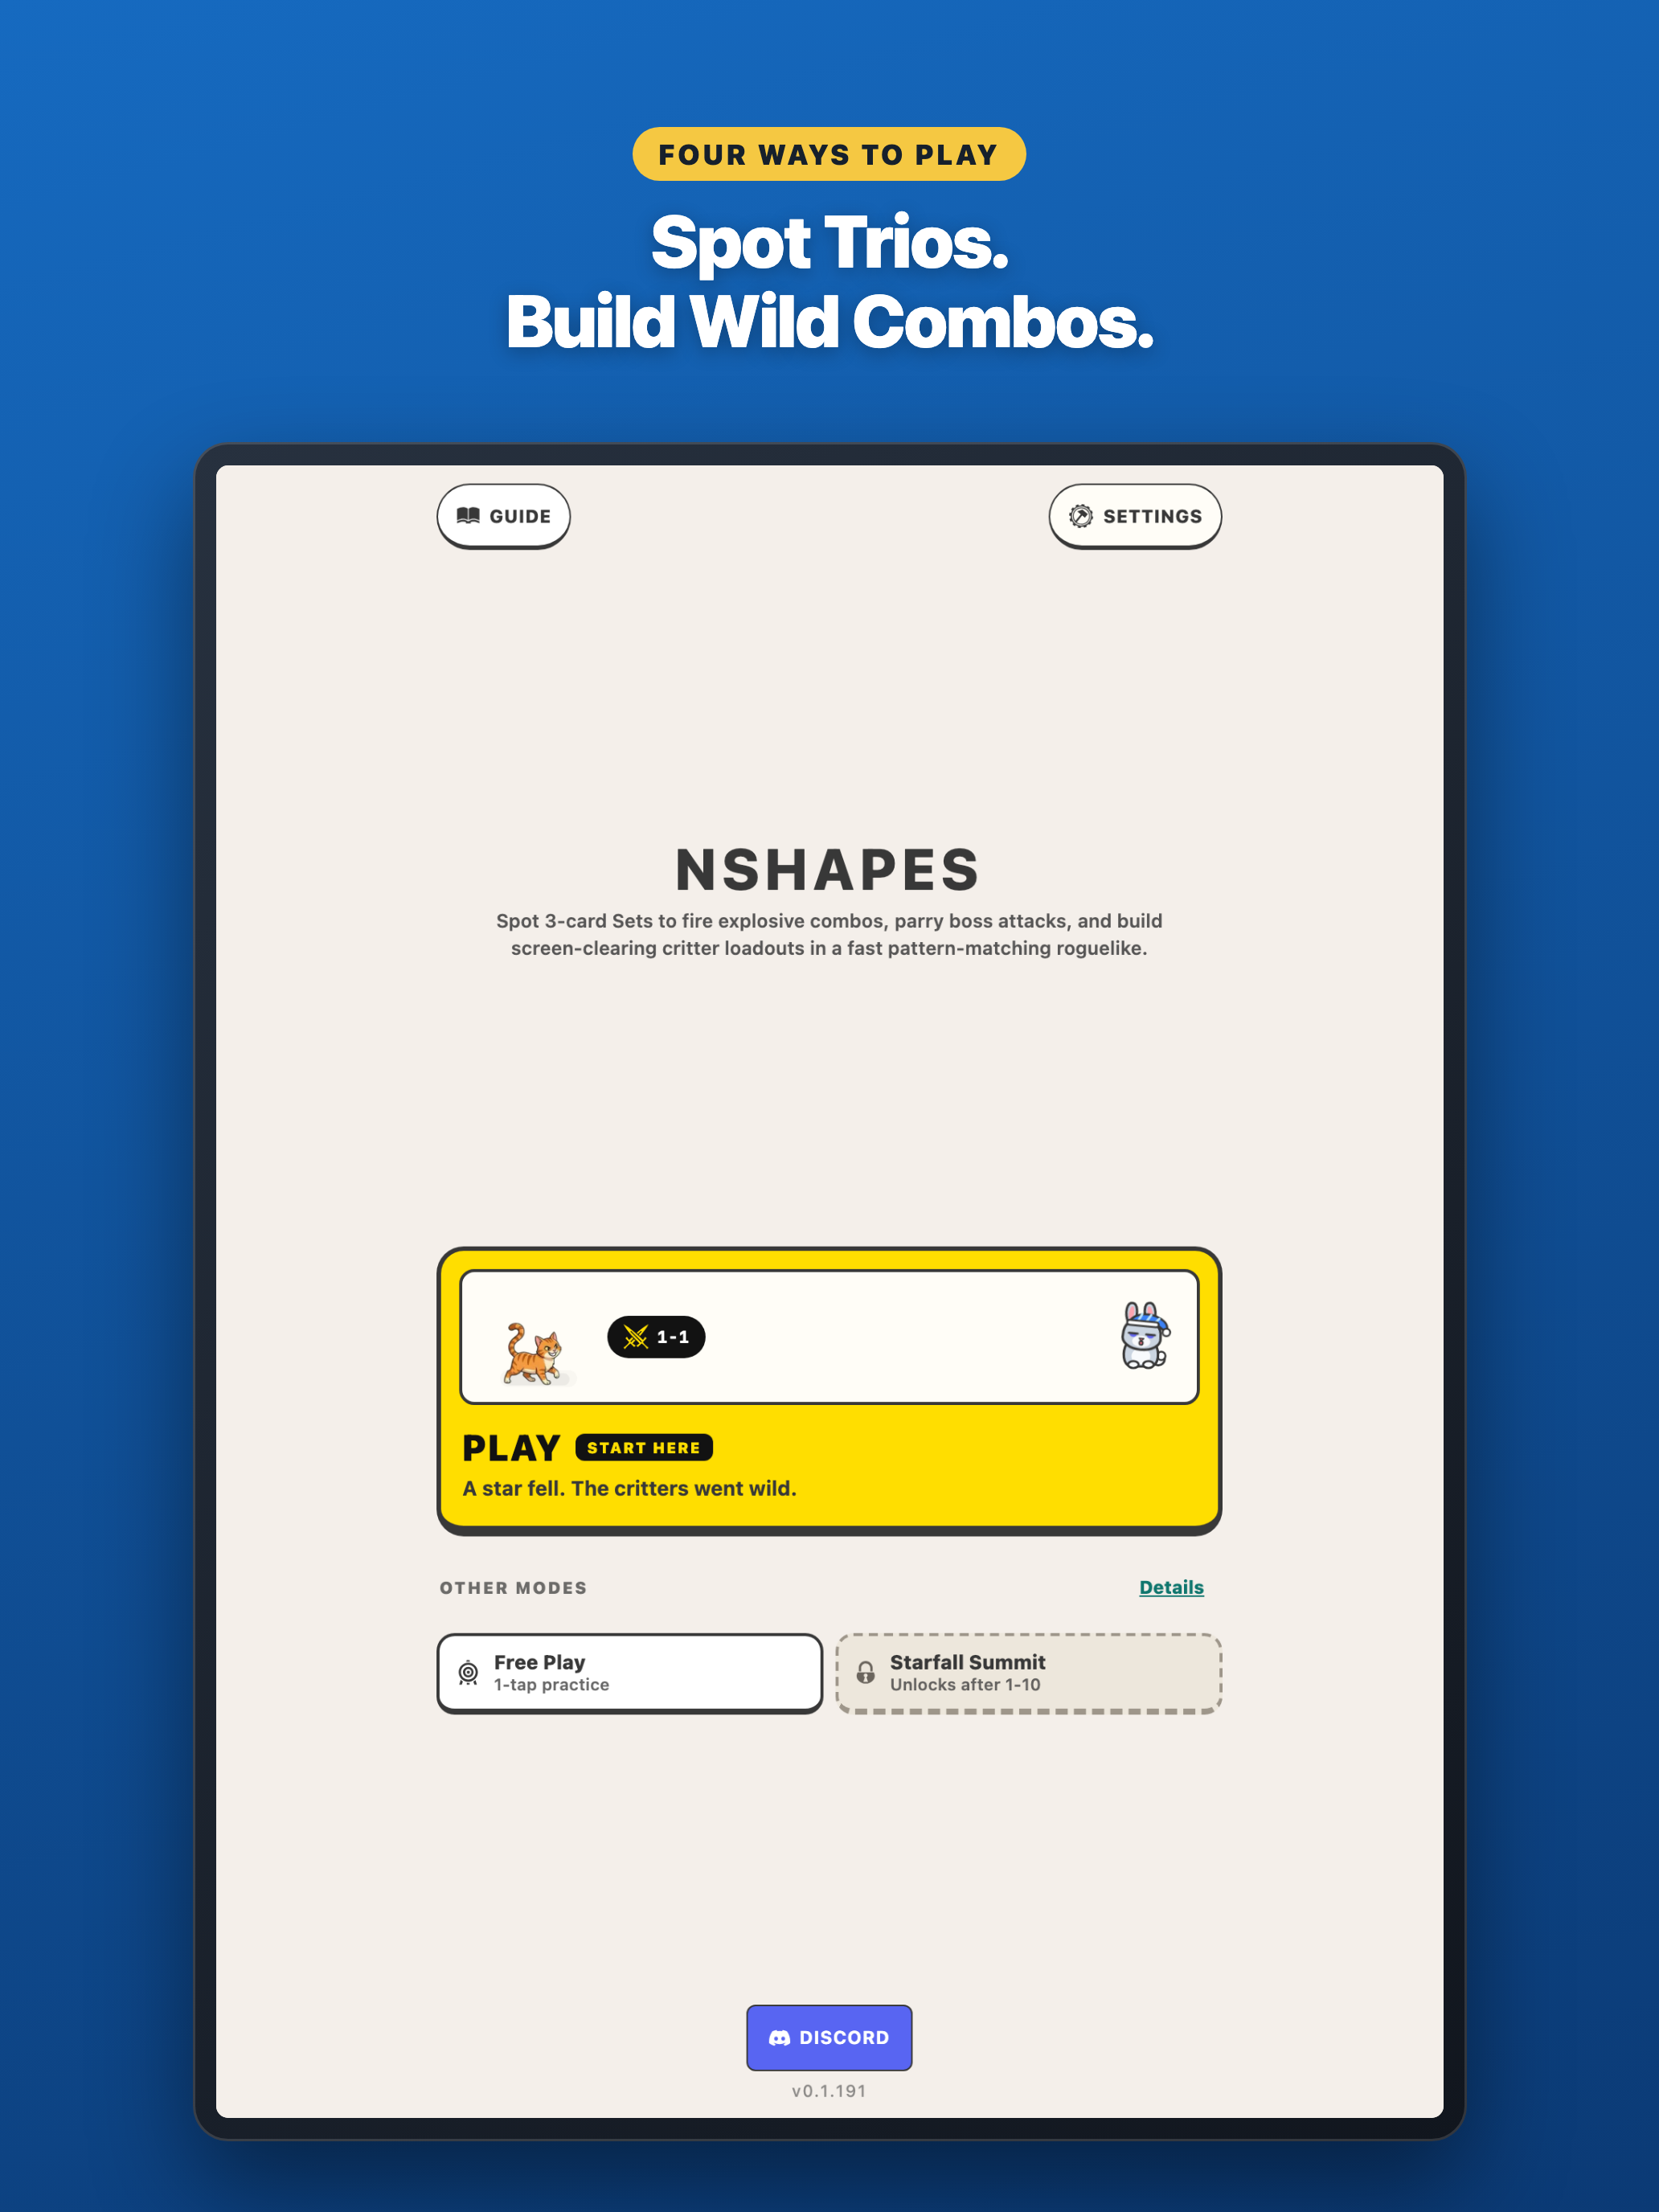 FOUR WAYS TO PLAY
Spot Trios.
Build Wild Combos.
GUIDE
SETTINGS
NSHAPES
Spot 3-card Sets to fire explosive combos, parry boss attacks, and build
screen-clearing critter loadouts in a fast pattern-matching roguelike.
1-1
PLAY
START HERE
A star fell. The critters went wild.
OTHER MODES
Details
Free Play
1-tap practice
Starfall Summit
Unlocks after 1-10
DISCORD
v0.1.191